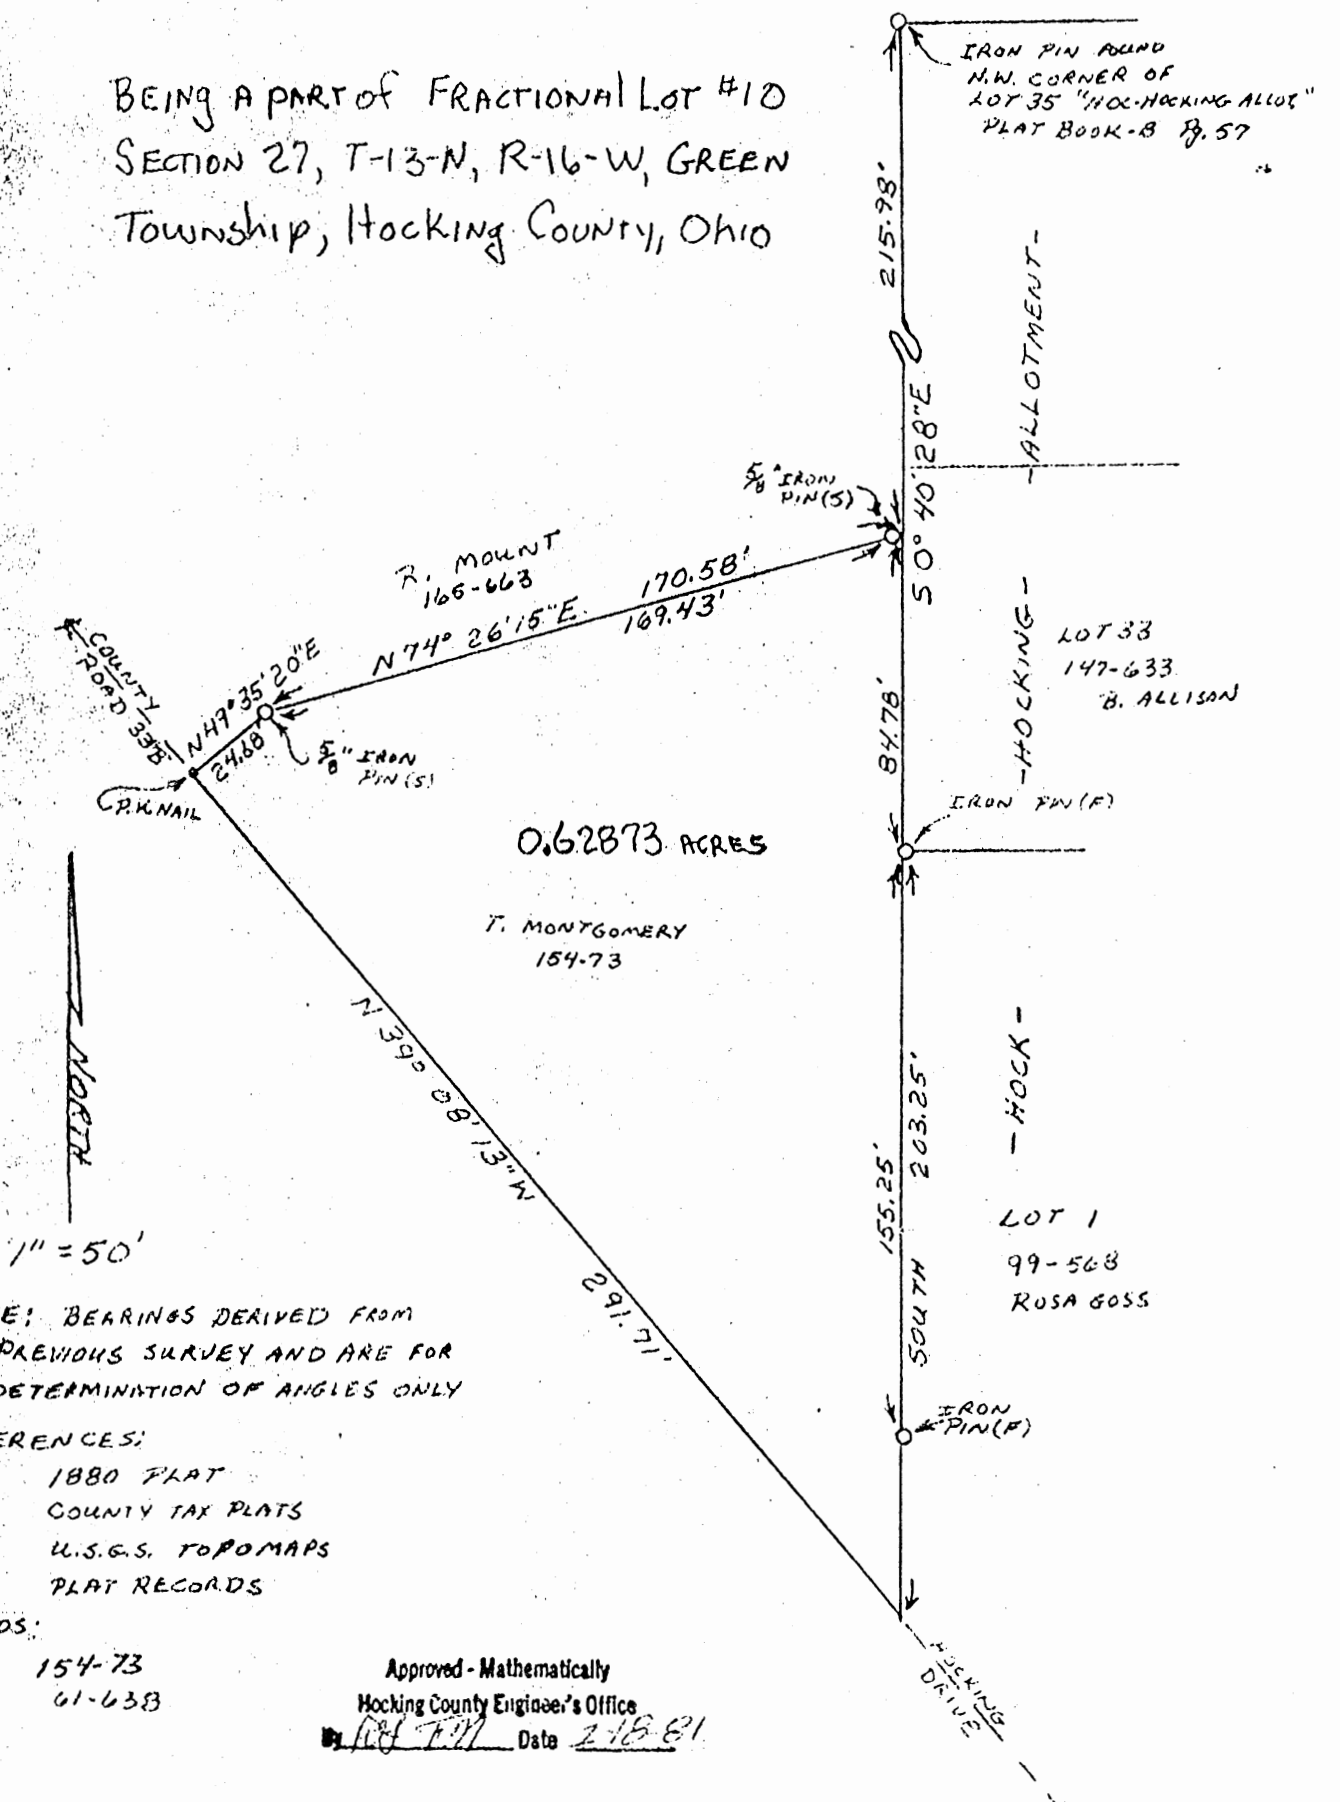 BEING A PART OF FRACTIONAL LOT #10
SECTION 27, T-13-N, R-16-W, GREEN
TOWNSHIP, HOCKING COUNTY, OHIO
IRON PIN FOUND
N.W. CORNER OF
LOT 35 "HOC-HOCKING ALLOT"
PLAT BOOK-B Pg. 57
215.98'
-ALLOTMENT-
S 0° 40' 28" E
5/8" IRON
PIN(S)
R. MOUNT
165-663
170.58'
N 74° 26' 15" E
169.43'
COUNTY
ROAD 33B
N 49° 35' 20" E
24.68'
5/8" IRON
PIN(S)
P.K. NAIL
-HOCKING-
LOT 33
147-633
B. ALLISON
84.78'
IRON PIN(F)
0.62873 ACRES
T. MONTGOMERY
154-73
NORTH
N 39° 08' 13" W
291.71'
-HOCK-
155.25'
SOUTH 203.25'
LOT 1
99-568
ROSA GOSS
IRON
PIN(F)
1" = 50'
E: BEARINGS DERIVED FROM
PREVIOUS SURVEY AND ARE FOR
DETERMINATION OF ANGLES ONLY
ERENCES:
1880 PLAT
COUNTY TAX PLATS
U.S.G.S. TOPO MAPS
PLAT RECORDS
DS:
154-73
61-638
Approved - Mathematically
Hocking County Engineer's Office
By Date 2-18-81
HOCKING
DRIVE